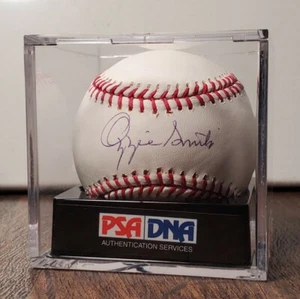 Ozzie Smith
PSA DNA
AUTHENTICATION SERVICES